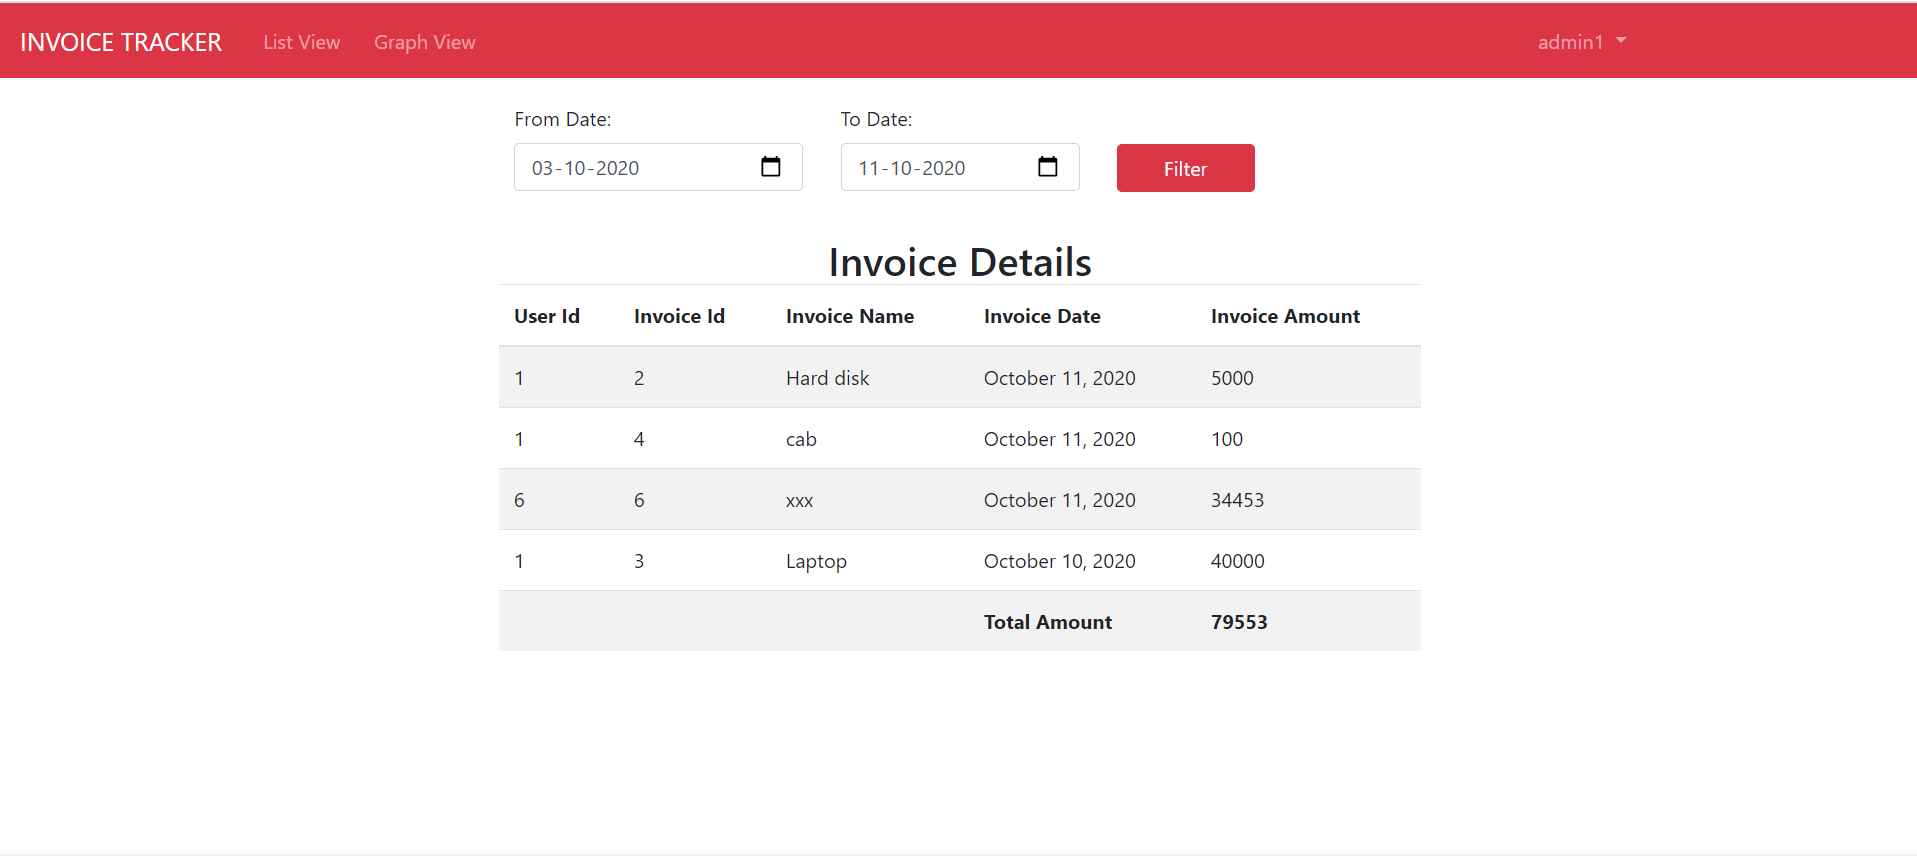 INVOICE TRACKER List View Graph View admin1
From Date: To Date:
03-10-2020 11-10-2020 Filter
Invoice Details
User Id Invoice Id Invoice Name Invoice Date Invoice Amount
1 2 Hard disk October 11, 2020 5000
1 4 cab October 11, 2020 100
6 6 xxx October 11, 2020 34453
1 3 Laptop October 10, 2020 40000
Total Amount 79553